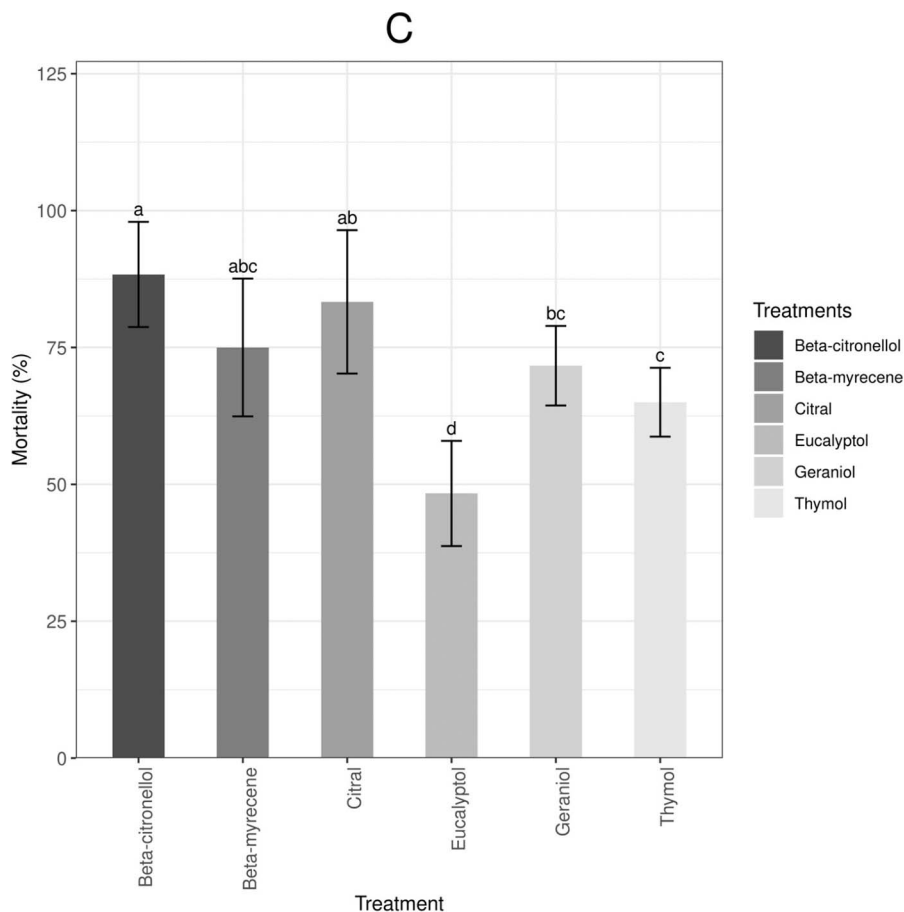 C
Mortality (%)
125
100
75
50
25
0
a
abc
ab
d
bc
c
Beta-citronellol
Beta-myrecene
Citral
Eucalyptol
Geraniol
Thymol
Treatment
Treatments
Beta-citronellol
Beta-myrecene
Citral
Eucalyptol
Geraniol
Thymol